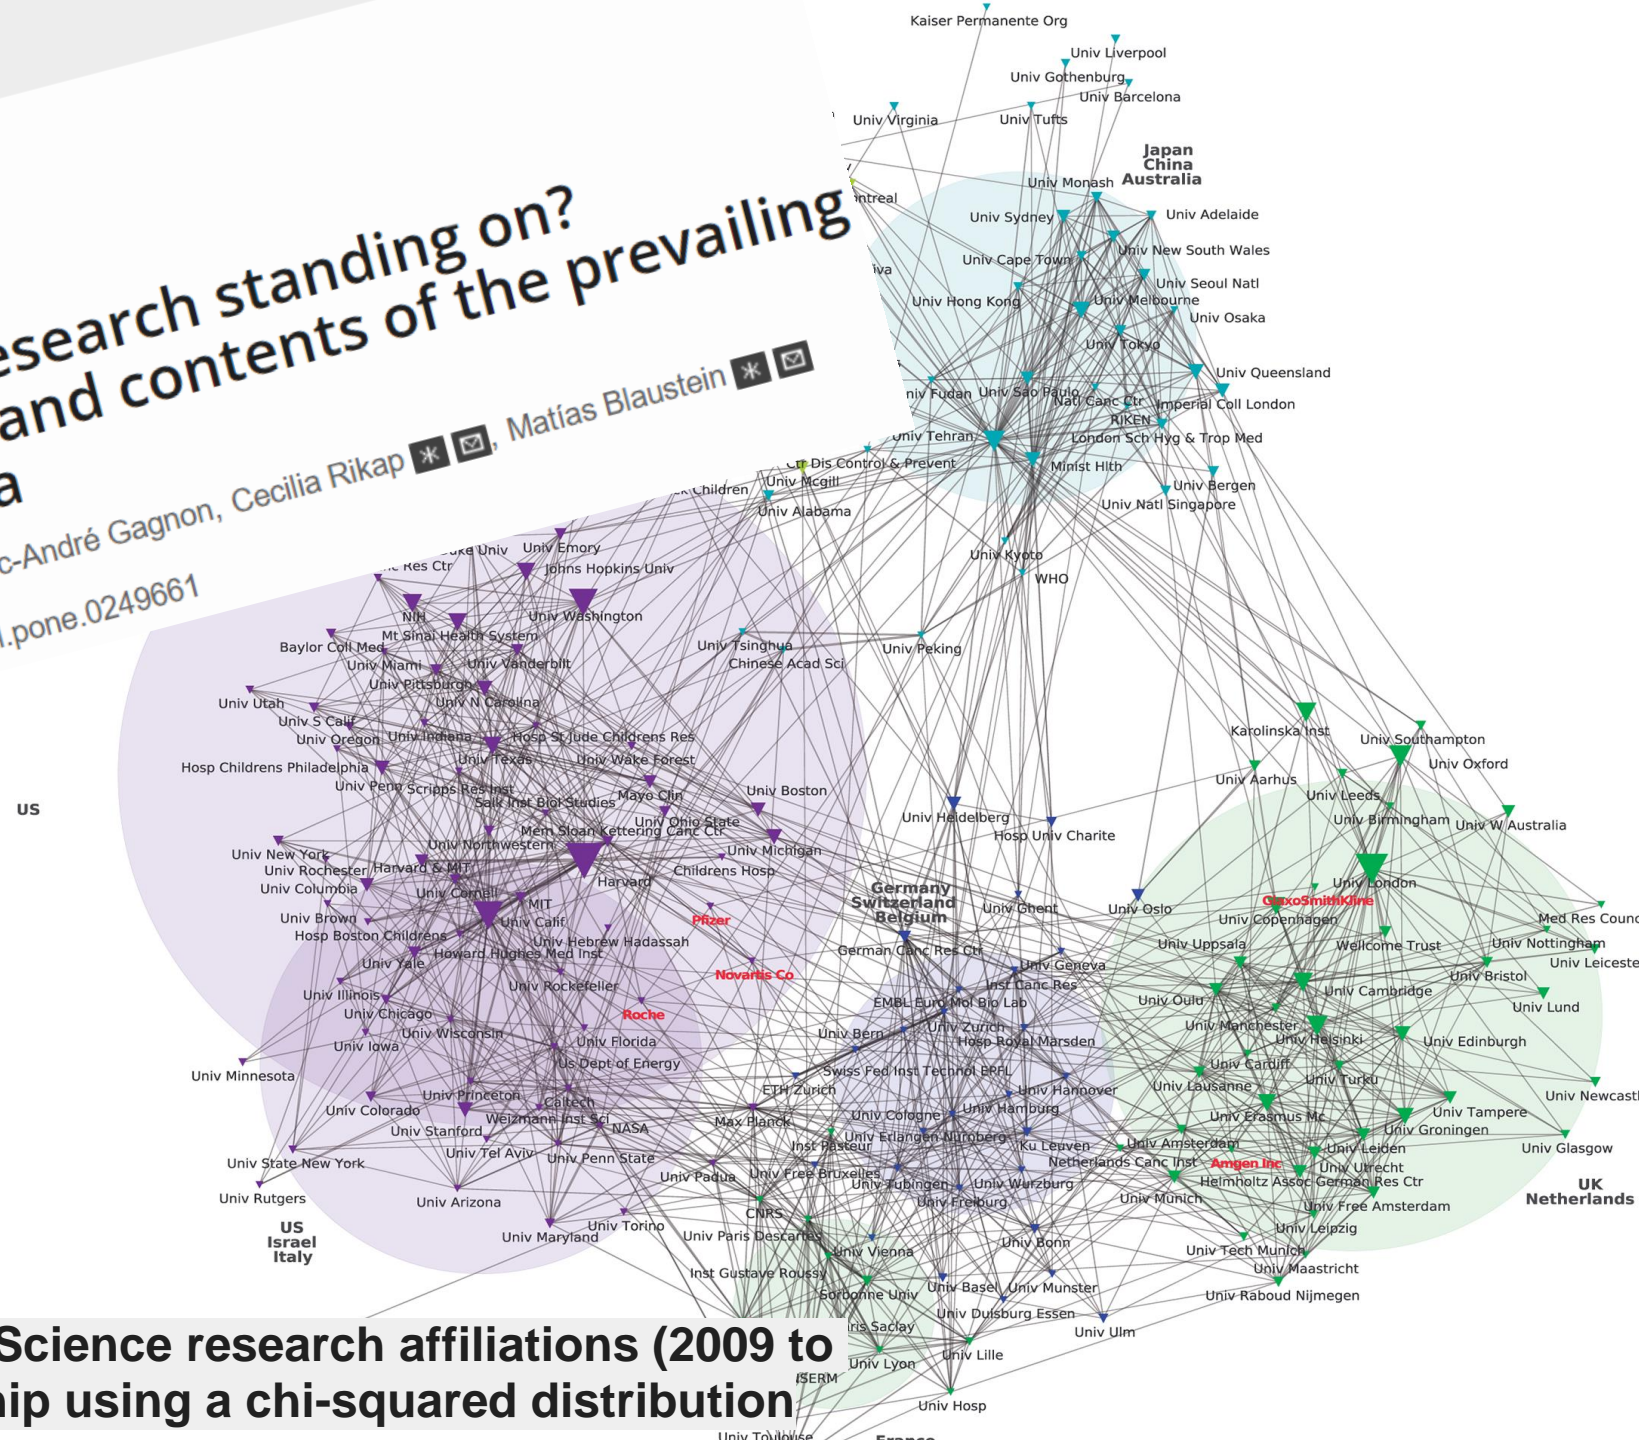 esearch standing on?
and contents of the prevailing
a
c-André Gagnon, Cecilia Rikap, Matías Blaustein
l.pone.0249661
Kaiser Permanente Org
Univ Liverpool
Univ Gothenburg
Univ Barcelona
Univ Virginia
Univ Tufts
Japan
China
Australia
Univ Monash
ntreal
Univ Sydney
Univ Adelaide
Univ New South Wales
Univ Cape Town
iva
Univ Seoul Natl
Univ Hong Kong
Univ Melbourne
Univ Osaka
Univ Tokyo
Univ Queensland
niv Fudan
Univ Sao Paulo
Natl Canc Ctr
Imperial Coll London
RIKEN
Univ Tehran
London Sch Hyg & Trop Med
Ctr Dis Control & Prevent
Minist Hlth
Univ Mcgill
k Children
Univ Bergen
Univ Alabama
Univ Natl Singapore
uke Univ
Univ Emory
Univ Kyoto
nc Res Ctr
Johns Hopkins Univ
WHO
NIH
Univ Washington
Mt Sinai Health System
Baylor Coll Med
Univ Tsinghua
Univ Peking
Univ Miami
Univ Vanderbilt
Chinese Acad Sci
Univ Pittsburgh
Univ Utah
Univ N Carolina
Univ S Calif
Karolinska Inst
Univ Oregon
Univ Indiana
Hosp St Jude Childrens Res
Univ Southampton
Univ Texas
Univ Wake Forest
Univ Oxford
Hosp Childrens Philadelphia
Univ Aarhus
Univ Penn
Scripps Res Inst
Mayo Clin
Univ Boston
Univ Leeds
US
Salk Inst Biol Studies
Univ Heidelberg
Univ Birmingham
Univ Ohio State
Univ W Australia
Mem Sloan Kettering Canc Ctr
Hosp Univ Charite
Univ Northwestern
Univ Michigan
Univ New York
Univ Rochester
Harvard & MIT
Childrens Hosp
Harvard
Univ London
Univ Columbia
Univ Cornell
Germany
Switzerland
Belgium
MIT
GlaxoSmithKline
Univ Ghent
Univ Oslo
Univ Brown
Univ Calif
Pfizer
Univ Copenhagen
Med Res Counc
Hosp Boston Childrens
Univ Hebrew Hadassah
Univ Uppsala
Wellcome Trust
Univ Nottingham
German Canc Res Ctr
Howard Hughes Med Inst
Univ Yale
Univ Geneva
Univ Leiceste
Novartis Co
Univ Bristol
Univ Rockefeller
Inst Canc Res
Univ Illinois
Univ Cambridge
EMBL Euro Mol Bio Lab
Univ Oulu
Univ Lund
Univ Chicago
Roche
Univ Zurich
Univ Manchester
Univ Wisconsin
Univ Bern
Univ Iowa
Univ Florida
Hosp Royal Marsden
Univ Helsinki
Univ Edinburgh
Us Dept of Energy
Univ Cardiff
Swiss Fed Inst Technol EPFL
Univ Minnesota
ETH Zurich
Univ Hannover
Univ Lausanne
Univ Turku
Univ Princeton
Univ Newcastl
Caltech
Univ Colorado
Univ Hamburg
Univ Tampere
Weizmann Inst Sci
Univ Cologne
Univ Erasmus Mc
Max Planck
Univ Stanford
NASA
Univ Erlangen Nurnberg
Univ Groningen
Inst Pasteur
Ku Leuven
Univ Amsterdam
Univ Leiden
Univ Glasgow
Univ Tel Aviv
Univ Penn State
Netherlands Canc Inst
Amgen Inc
Univ State New York
Univ Utrecht
Univ Padua
Univ Free Bruxelles
Univ Tubingen
Univ Wurzburg
Helmholtz Assoc German Res Ctr
UK
Netherlands
Univ Rutgers
Univ Arizona
Univ Munich
Univ Freiburg
Univ Free Amsterdam
CNRS
US
Israel
Italy
Univ Torino
Univ Leipzig
Univ Maryland
Univ Paris Descartes
Univ Bonn
Univ Vienna
Univ Tech Munich
Inst Gustave Roussy
Univ Maastricht
Univ Basel
Univ Munster
Sorbonne Univ
Univ Raboud Nijmegen
Univ Duisburg Essen
ris Saclay
Univ Ulm
Science research affiliations (2009 to
Univ Lille
Univ Lyon
NSERM
hip using a chi-squared distribution
Univ Hosp
Univ Toulouse
France